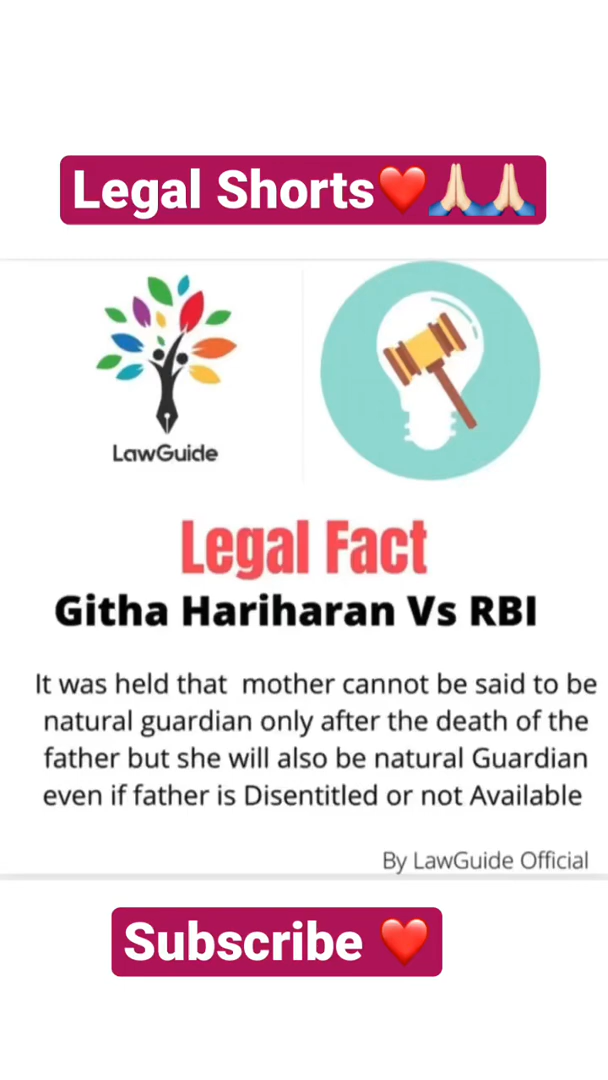 Legal Shorts❤️🙏🏻🙏🏻
LawGuide
Legal Fact
Githa Hariharan Vs RBI
It was held that mother cannot be said to be
natural guardian only after the death of the
father but she will also be natural Guardian
even if father is Disentitled or not Available
By LawGuide Official
Subscribe ❤️